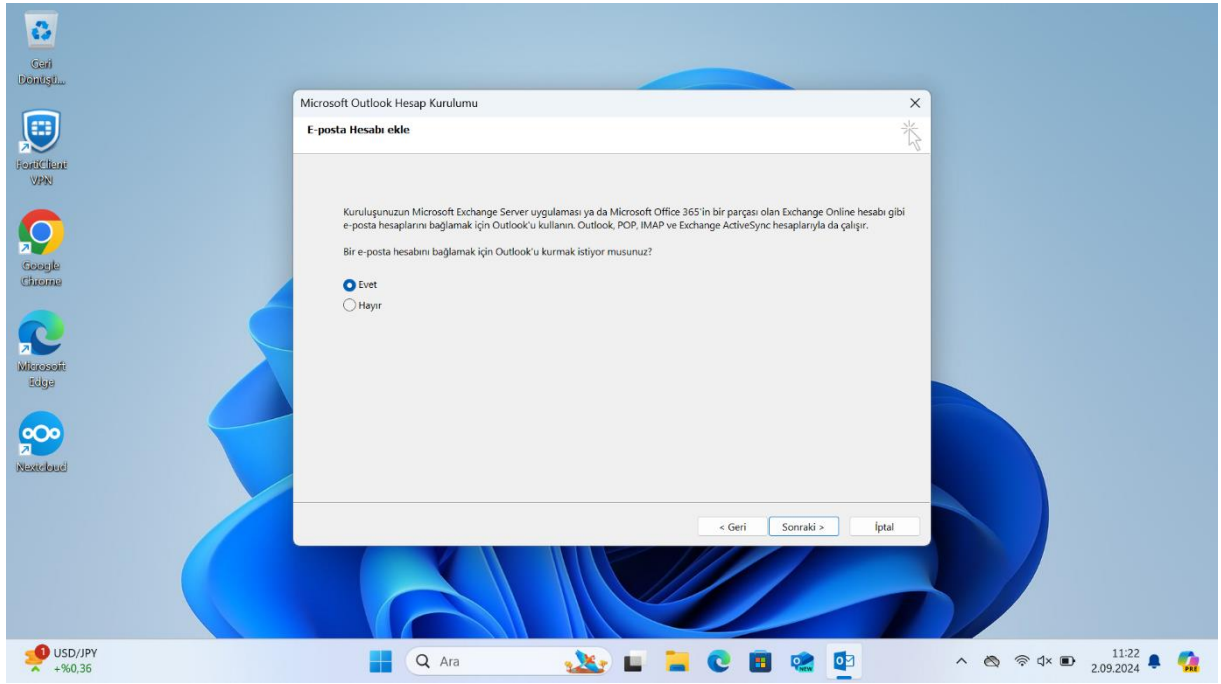 Geri
Dönüşü...
FortiClient
VPN
Google
Chrome
Microsoft
Edge
Nextcloud
Microsoft Outlook Hesap Kurulumu
E-posta Hesabı ekle
Kuruluşunuzun Microsoft Exchange Server uygulaması ya da Microsoft Office 365'in bir parçası olan Exchange Online hesabı gibi
e-posta hesaplarını bağlamak için Outlook'u kullanın. Outlook, POP, IMAP ve Exchange ActiveSync hesaplarıyla da çalışır.
Bir e-posta hesabını bağlamak için Outlook'u kurmak istiyor musunuz?
Evet
Hayır
< Geri Sonraki > İptal
1 USD/JPY
+%0,36
Ara
NEW
11:22
2.09.2024
PRE